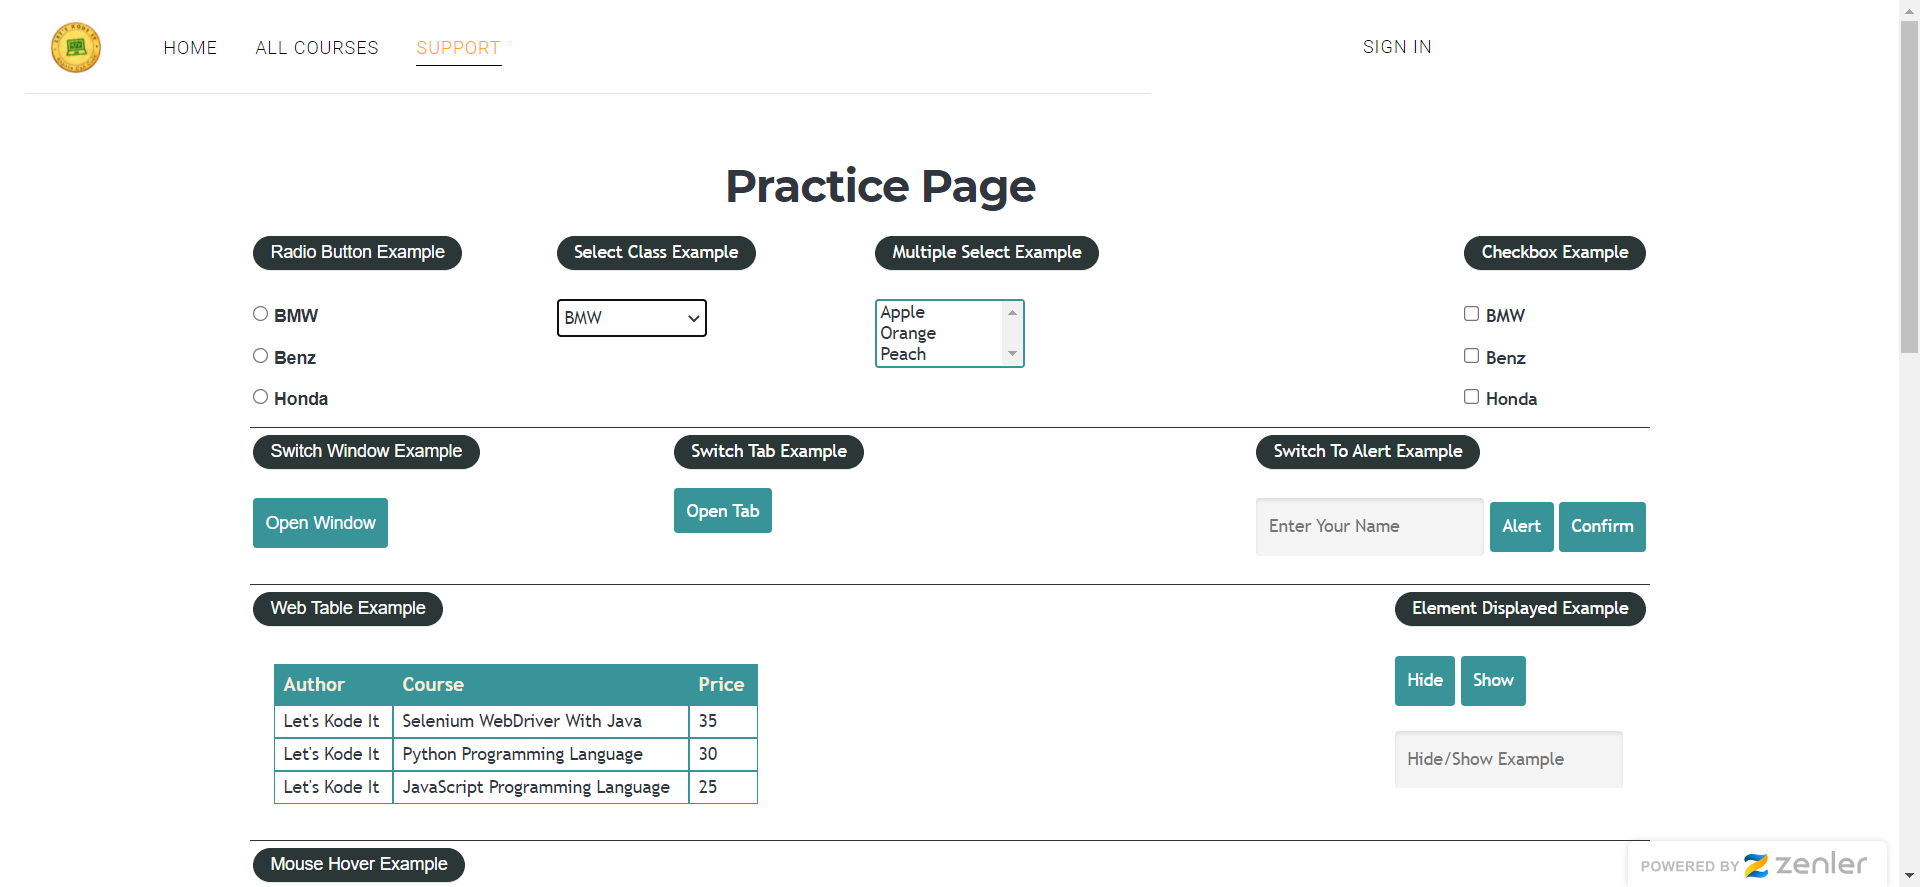 HOME ALL COURSES SUPPORT SIGN IN
Practice Page
Radio Button Example Select Class Example Multiple Select Example Checkbox Example
BMW BMW Apple BMW
Orange
Benz Peach Benz
Honda Honda
Switch Window Example Switch Tab Example Switch To Alert Example
Open Window Open Tab Enter Your Name Alert Confirm
Web Table Example Element Displayed Example
Author Course Price Hide Show
Let's Kode It Selenium WebDriver With Java 35
Let's Kode It Python Programming Language 30 Hide/Show Example
Let's Kode It JavaScript Programming Language 25
Mouse Hover Example POWERED BY zenler